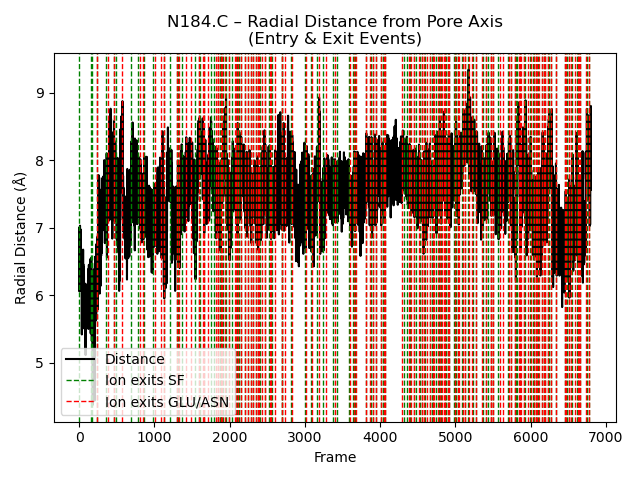 N184.C – Radial Distance from Pore Axis
(Entry & Exit Events)
Radial Distance (Å)
9
8
7
6
5
Distance
Ion exits SF
Ion exits GLU/ASN
0 1000 2000 3000 4000 5000 6000 7000
Frame